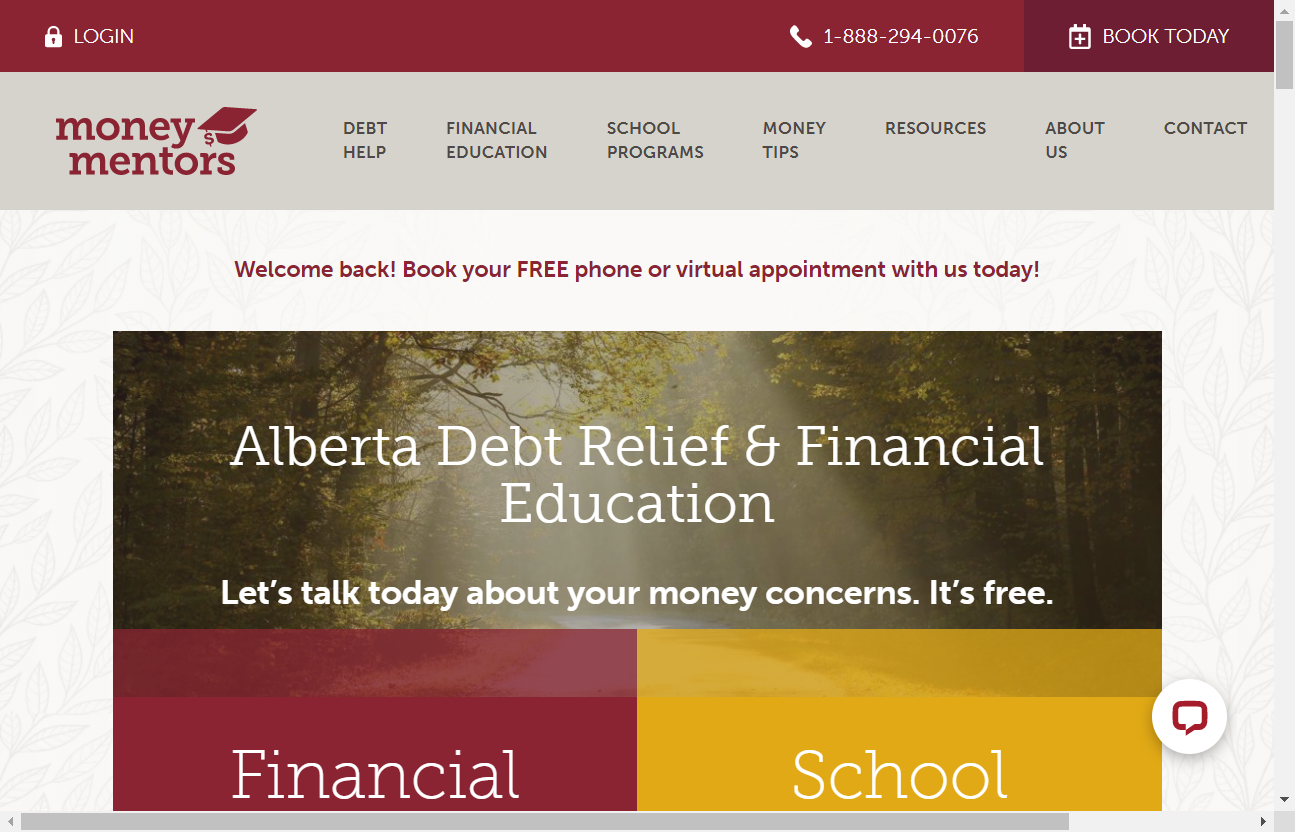 LOGIN
1-888-294-0076
BOOK TODAY
money
mentors
DEBT
HELP
FINANCIAL
EDUCATION
SCHOOL
PROGRAMS
MONEY
TIPS
RESOURCES
ABOUT
US
CONTACT
Welcome back! Book your FREE phone or virtual appointment with us today!
Alberta Debt Relief & Financial
Education
Let’s talk today about your money concerns. It’s free.
Financial
School